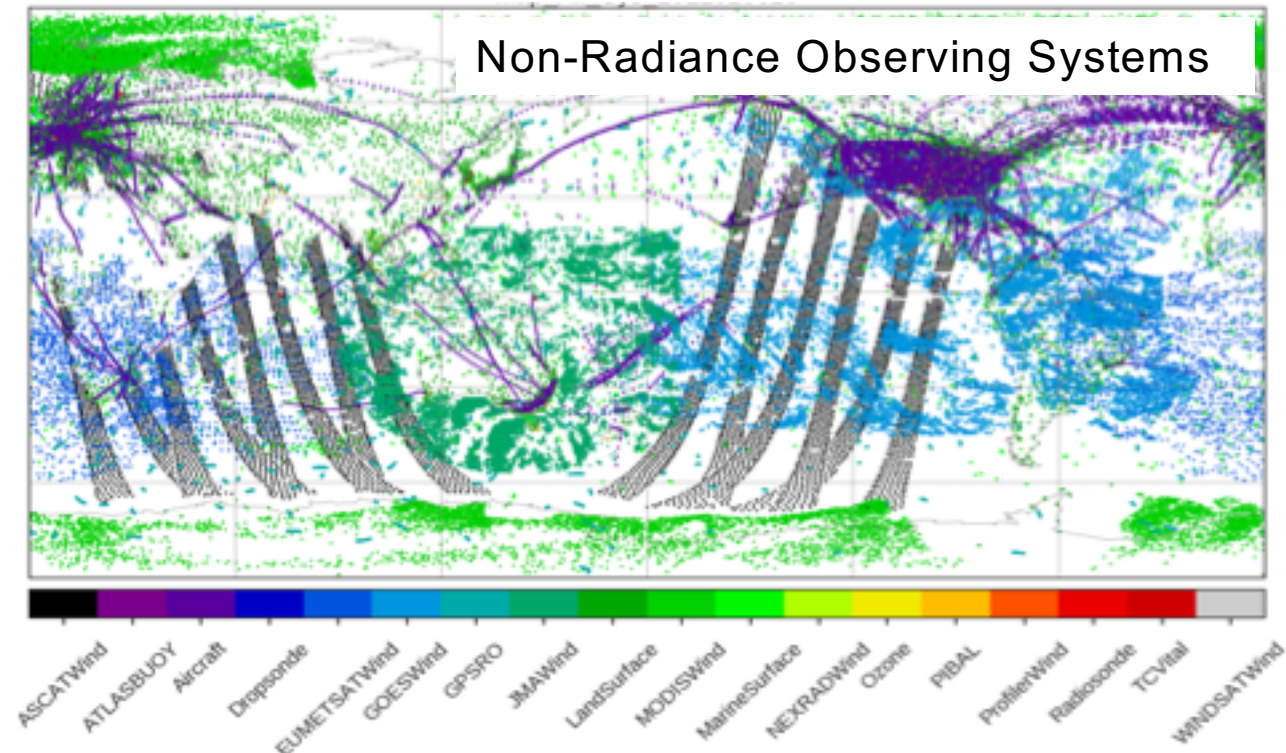 Non-Radiance Observing Systems
ASCATWind
ATLASBUOY
Aircraft
Dropsonde
EUMETSATWind
GOESWind
GPSRO
JMAWind
LandSurface
MODISWind
MarineSurface
NEXRADWind
Ozone
PIBAL
ProfilerWind
Radiosonde
TCVital
WINDSATWind